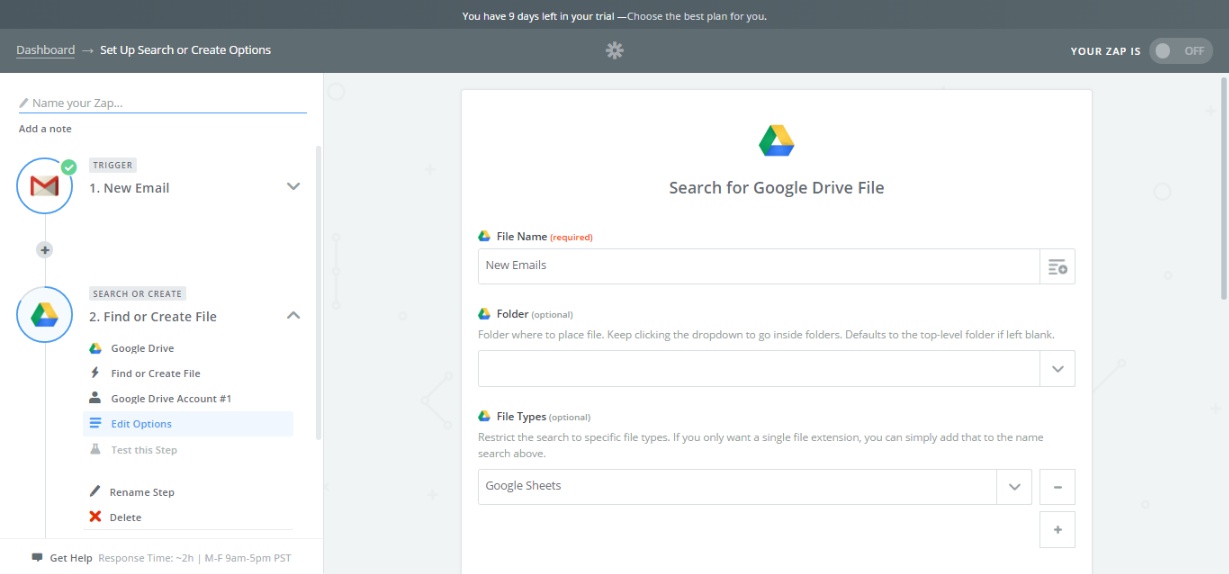 You have 9 days left in your trial —Choose the best plan for you.
Dashboard → Set Up Search or Create Options
YOUR ZAP IS OFF
Name your Zap...
Add a note
TRIGGER
1. New Email
SEARCH OR CREATE
2. Find or Create File
Google Drive
Find or Create File
Google Drive Account #1
Edit Options
Test this Step
Rename Step
Delete
Get Help Response Time: ~2h | M-F 9am-5pm PST
Search for Google Drive File
File Name (required)
New Emails
Folder (optional)
Folder where to place file. Keep clicking the dropdown to go inside folders. Defaults to the top-level folder if left blank.
File Types (optional)
Restrict the search to specific file types. If you only want a single file extension, you can simply add that to the name
search above.
Google Sheets